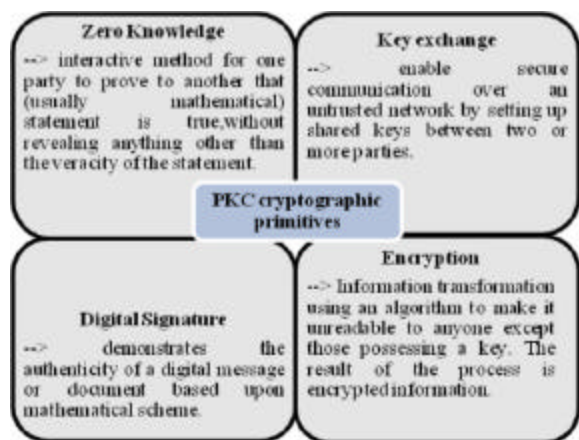 Zero Knowledge
--> interactive method for one
party to prove to another that
(usually mathematical)
statement is true,without
revealing anything other than
the veracity of the statement.
Key exchange
--> enable secure
communication over an
untrusted network by setting up
shared keys between two or
more parties.
PKC cryptographic
primitives
Digital Signature
--> demonstrates the
authenticity of a digital message
or document based upon
mathematical scheme.
Encryption
--> Information transformation
using an algorithm to make it
unreadable to anyone except
those possessing a key. The
result of the process is
encrypted information.